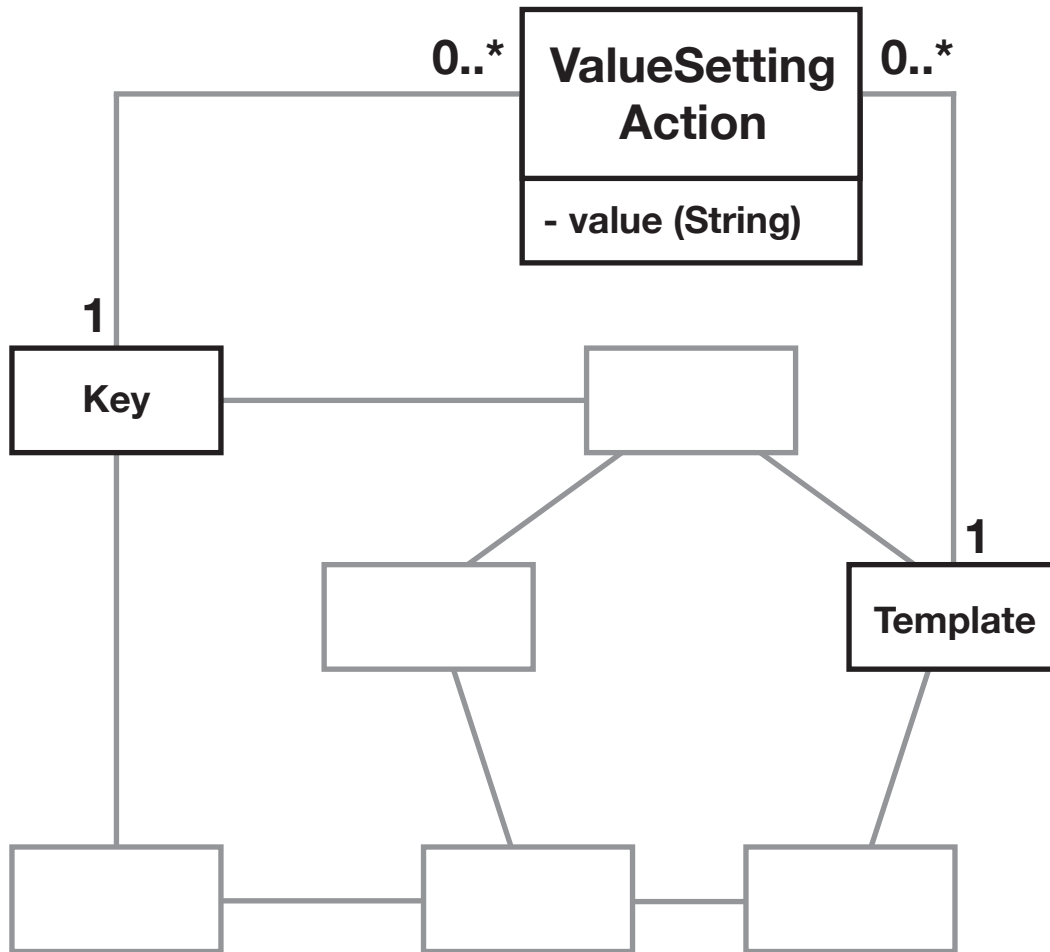 0..*
ValueSetting
Action
0..*
- value (String)
1
Key
1
Template